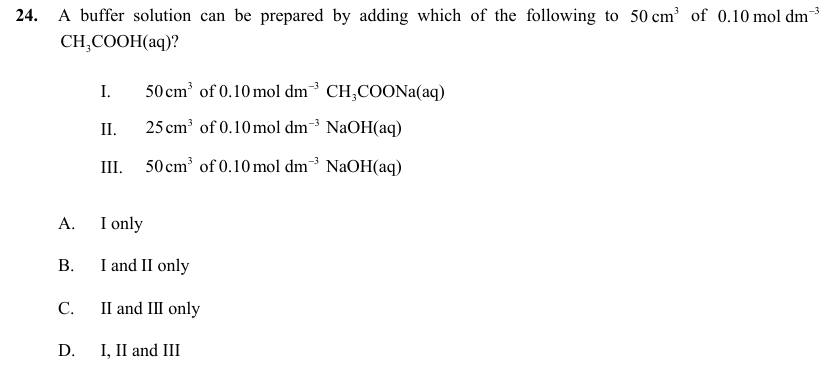 24. A buffer solution can be prepared by adding which of the following to 50 cm³ of 0.10 mol dm⁻³
CH₃COOH(aq)?
I. 50 cm³ of 0.10 mol dm⁻³ CH₃COONa(aq)
II. 25 cm³ of 0.10 mol dm⁻³ NaOH(aq)
III. 50 cm³ of 0.10 mol dm⁻³ NaOH(aq)
A. I only
B. I and II only
C. II and III only
D. I, II and III